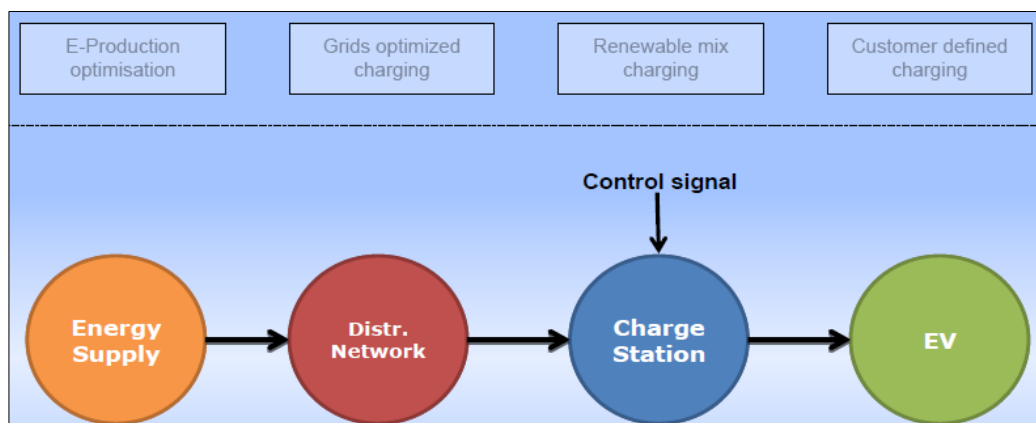 E-Production
optimisation
Grids optimized
charging
Renewable mix
charging
Customer defined
charging
Control signal
Energy
Supply
Distr.
Network
Charge
Station
EV